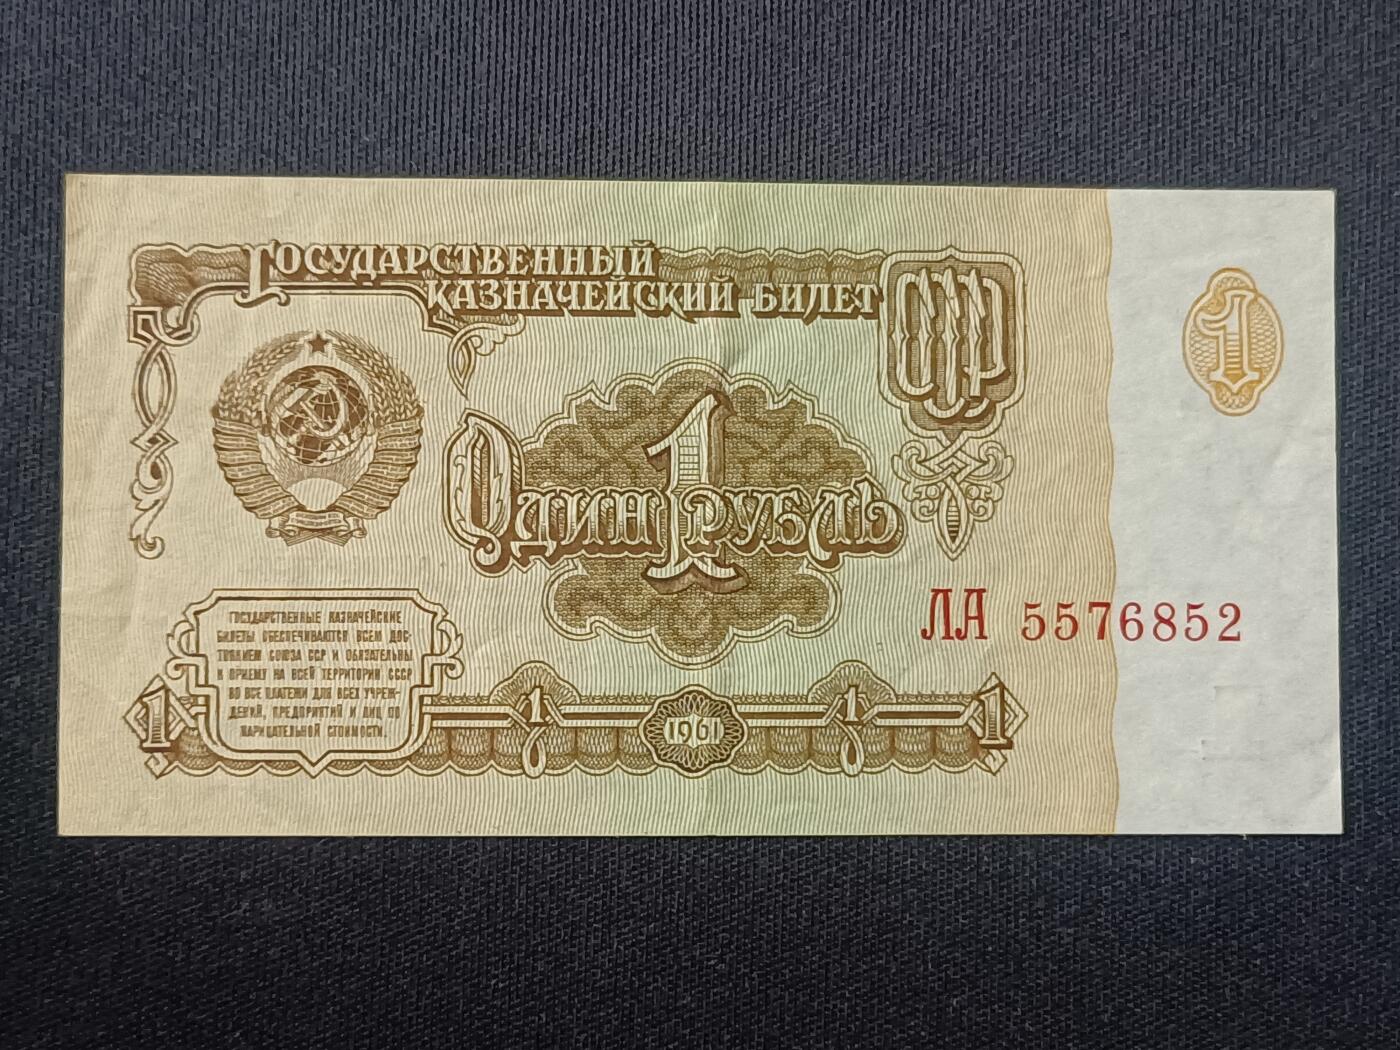 ГОСУДАРСТВЕННЫЙ
КАЗНАЧЕЙСКИЙ БИЛЕТ
СССР
1
1
ОДИН РУБЛЬ
ЛА 5576852
ГОСУДАРСТВЕННЫЕ КАЗНАЧЕЙСКИЕ
БИЛЕТЫ ОБЕСПЕЧИВАЮТСЯ ВСЕМ ДОС-
ТОЯНИЕМ СОЮЗА ССР И ОБЯЗАТЕЛЬНЫ
К ПРИЕМУ НА ВСЕЙ ТЕРРИТОРИИ СССР
ВО ВСЕ ПЛАТЕЖИ ДЛЯ ВСЕХ УЧРЕЖ-
ДЕНИЙ, ПРЕДПРИЯТИЙ И ЛИЦ ПО
НАРИЦАТЕЛЬНОЙ СТОИМОСТИ.
1
1
1961
1
1